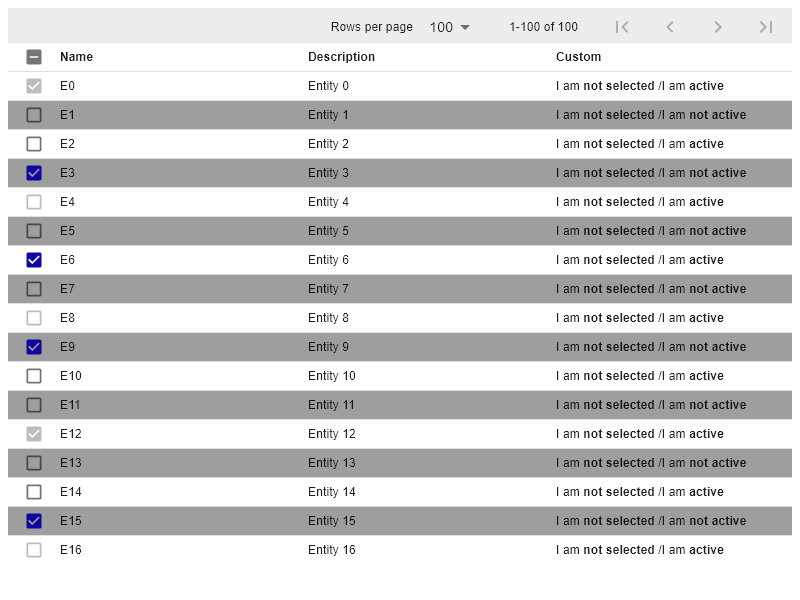 Rows per page 100 1-100 of 100
Name Description Custom
E0 Entity 0 I am not selected /I am active
E1 Entity 1 I am not selected /I am not active
E2 Entity 2 I am not selected /I am active
E3 Entity 3 I am not selected /I am not active
E4 Entity 4 I am not selected /I am active
E5 Entity 5 I am not selected /I am not active
E6 Entity 6 I am not selected /I am active
E7 Entity 7 I am not selected /I am not active
E8 Entity 8 I am not selected /I am active
E9 Entity 9 I am not selected /I am not active
E10 Entity 10 I am not selected /I am active
E11 Entity 11 I am not selected /I am not active
E12 Entity 12 I am not selected /I am active
E13 Entity 13 I am not selected /I am not active
E14 Entity 14 I am not selected /I am active
E15 Entity 15 I am not selected /I am not active
E16 Entity 16 I am not selected /I am active